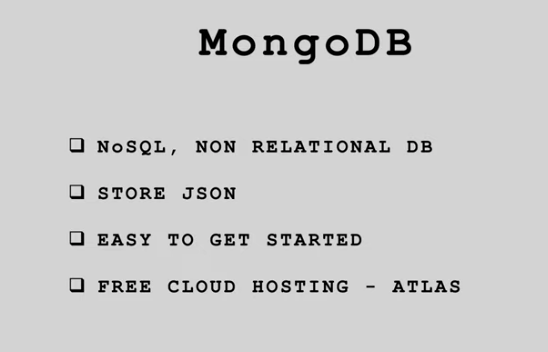 MongoDB
❑ NoSQL, NON RELATIONAL DB
❑ STORE JSON
❑ EASY TO GET STARTED
❑ FREE CLOUD HOSTING - ATLAS